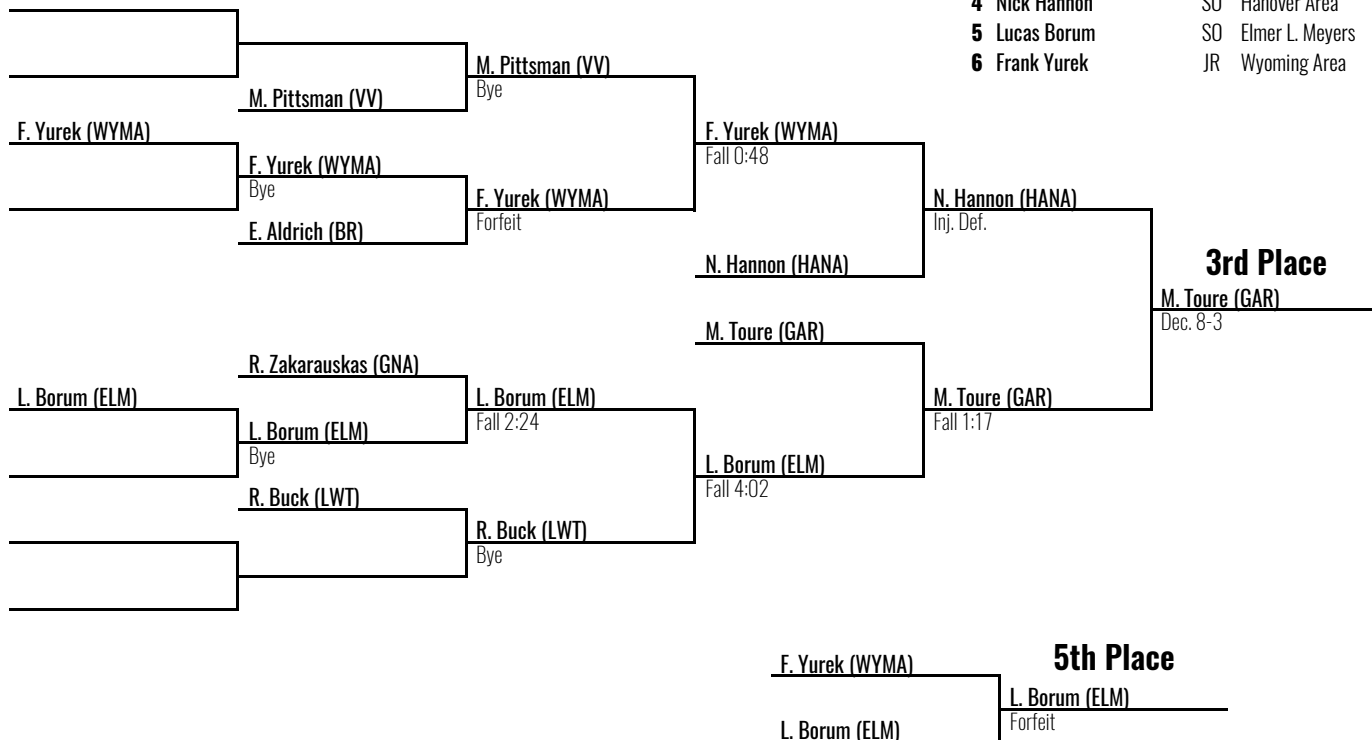 4 Nick Hannon SO Hanover Area
5 Lucas Borum SO Elmer L. Meyers
6 Frank Yurek JR Wyoming Area
M. Pittsman (VV)
Bye
M. Pittsman (VV)
F. Yurek (WYMA)
F. Yurek (WYMA)
Fall 0:48
F. Yurek (WYMA)
Bye
F. Yurek (WYMA)
Forfeit
N. Hannon (HANA)
Inj. Def.
E. Aldrich (BR)
N. Hannon (HANA)
3rd Place
M. Toure (GAR)
Dec. 8-3
M. Toure (GAR)
R. Zakarauskas (GNA)
L. Borum (ELM)
L. Borum (ELM)
Fall 2:24
M. Toure (GAR)
Fall 1:17
L. Borum (ELM)
Bye
L. Borum (ELM)
Fall 4:02
R. Buck (LWT)
R. Buck (LWT)
Bye
F. Yurek (WYMA)
5th Place
L. Borum (ELM)
Forfeit
L. Borum (ELM)